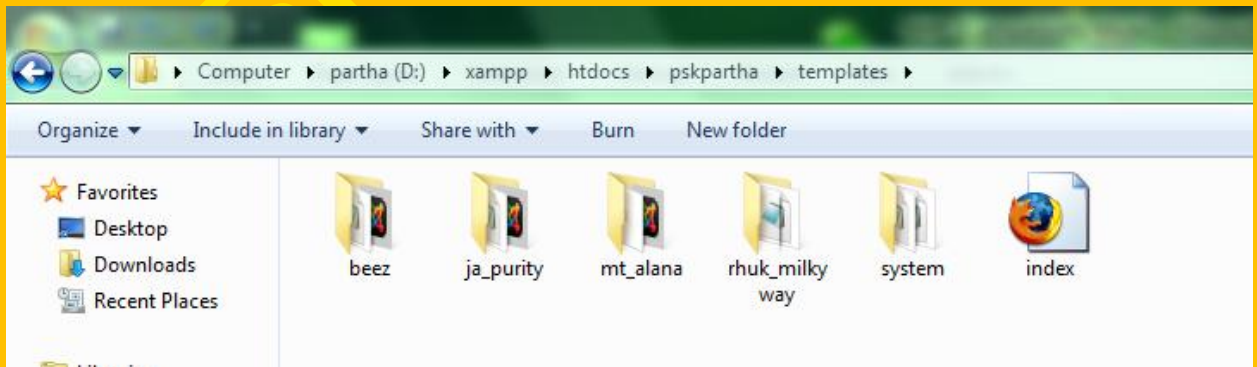 Computer partha (D:) xampp htdocs pskpartha templates
Organize Include in library Share with Burn New folder
Favorites
Desktop
Downloads
Recent Places
beez ja_purity mt_alana rhuk_milky way system index